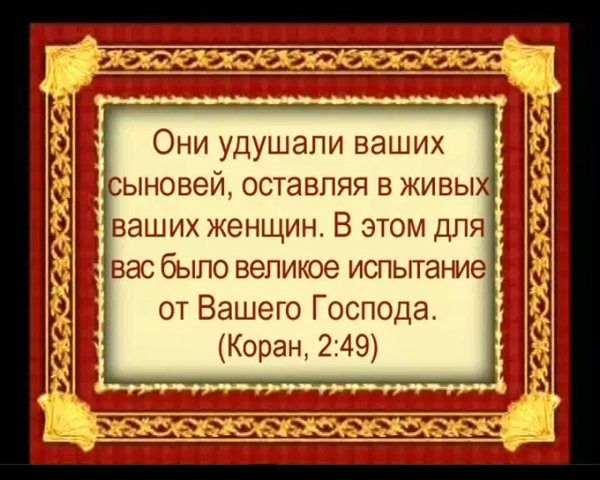 Они удушали ваших
сыновей, оставляя в живых
ваших женщин. В этом для
вас было великое испытание
от Вашего Господа.
(Коран, 2:49)